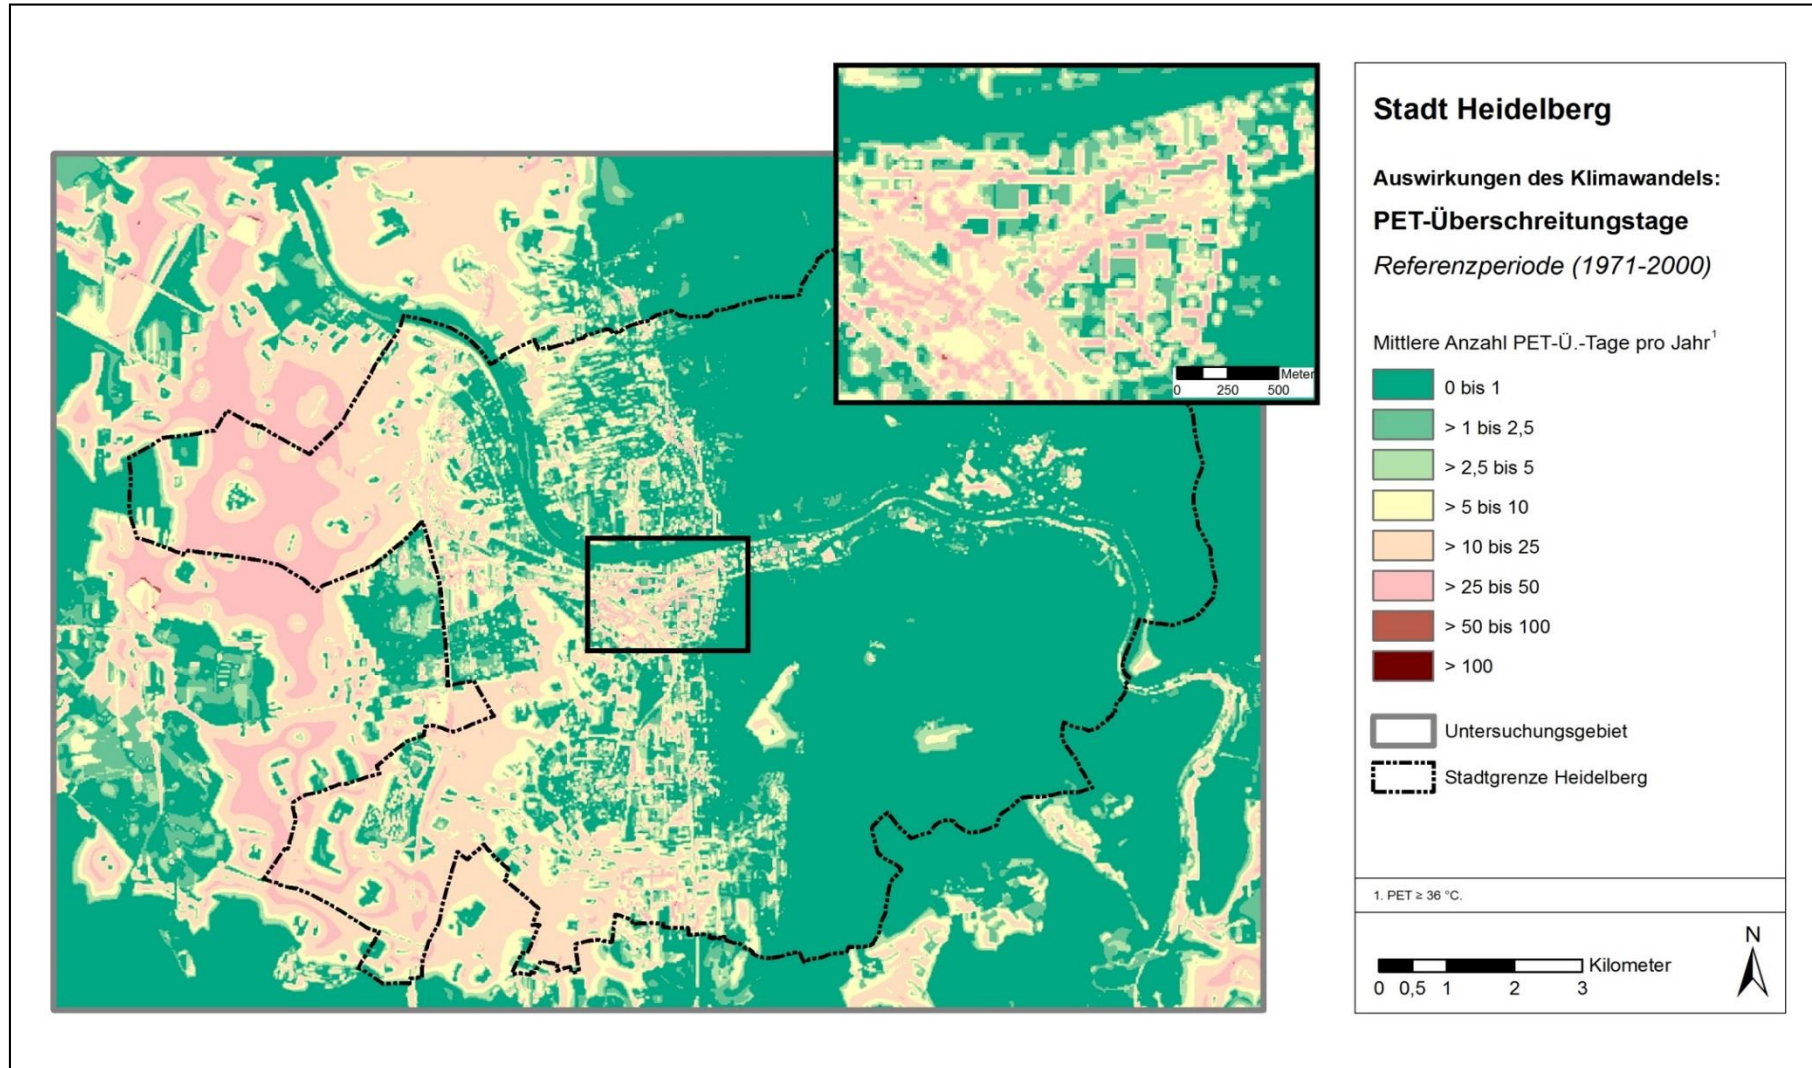 Stadt Heidelberg
Auswirkungen des Klimawandels:
PET-Überschreitungstage
Referenzperiode (1971-2000)
Mittlere Anzahl PET-Ü.-Tage pro Jahr¹
0 bis 1
> 1 bis 2,5
> 2,5 bis 5
> 5 bis 10
> 10 bis 25
> 25 bis 50
> 50 bis 100
> 100
Untersuchungsgebiet
Stadtgrenze Heidelberg
1. PET ≥ 36 °C.
N
Kilometer
0 0,5 1 2 3
Meter
0 250 500